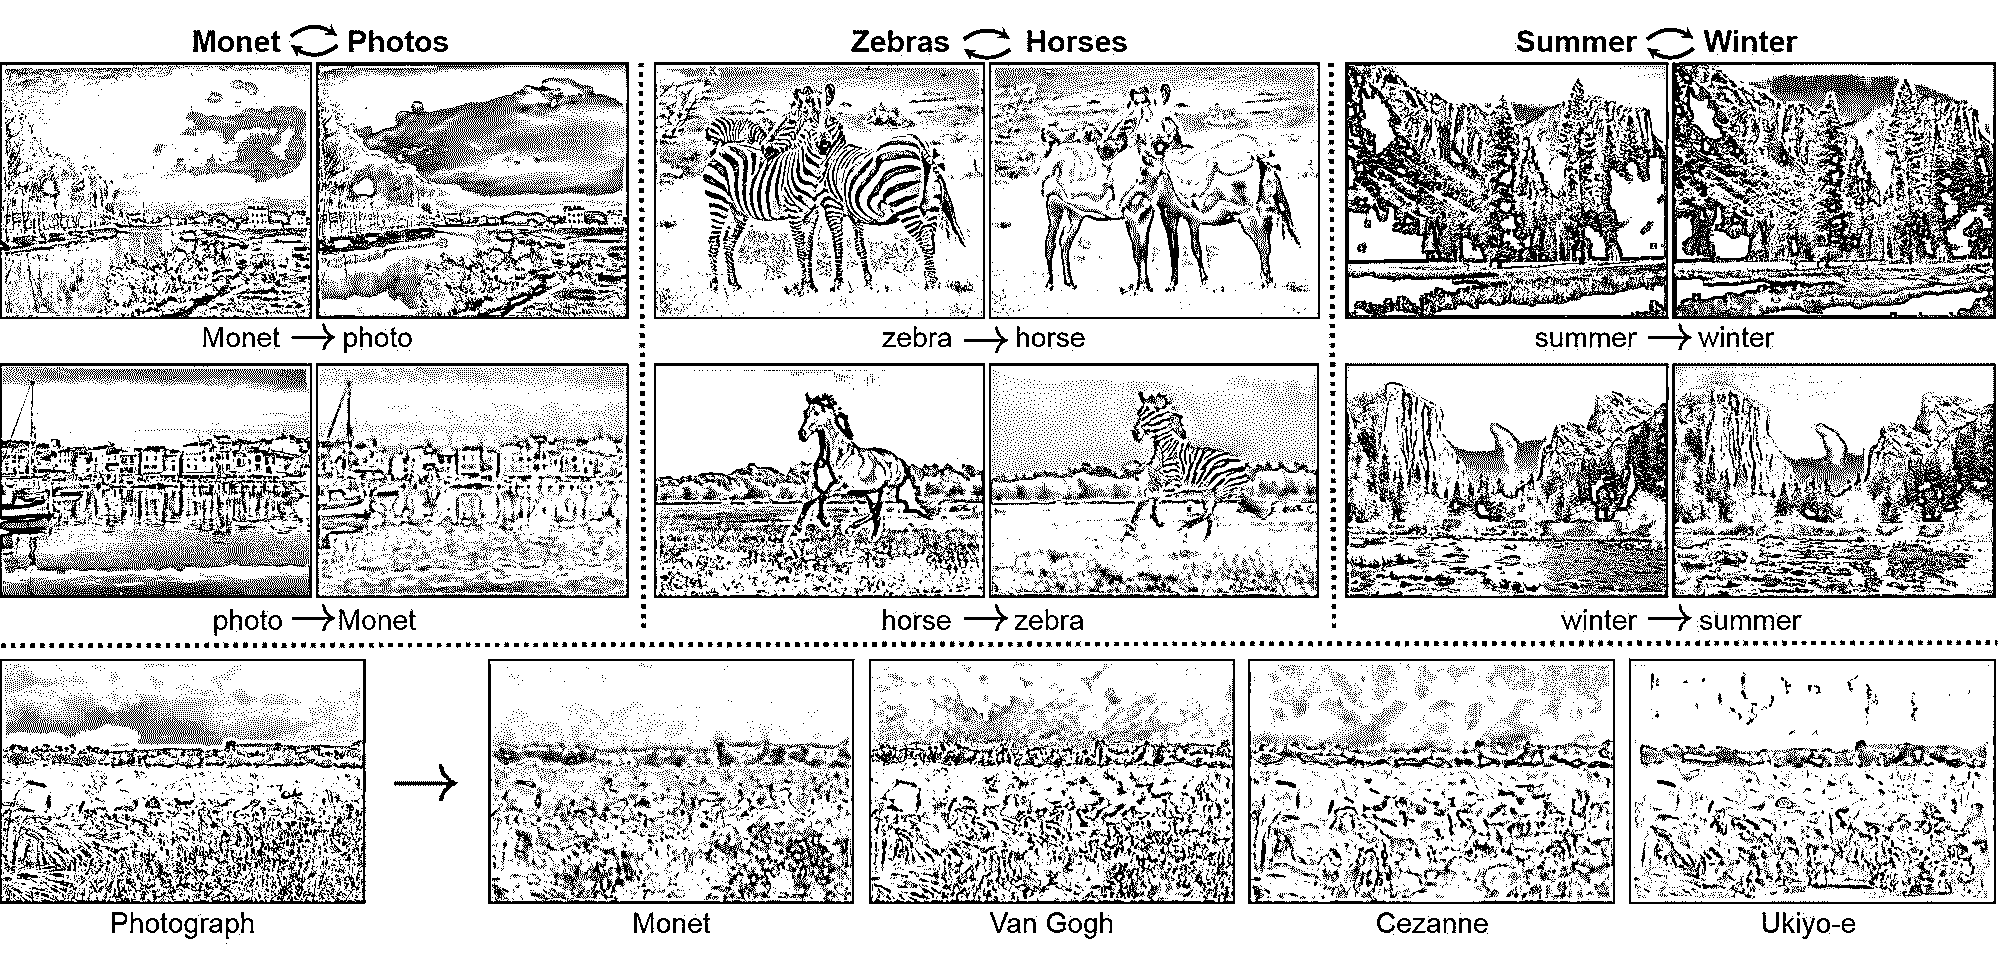 Monet Photos
Zebras Horses
Summer Winter
Monet → photo
zebra → horse
summer → winter
photo → Monet
horse → zebra
winter → summer
Photograph
Monet
Van Gogh
Cezanne
Ukiyo-e